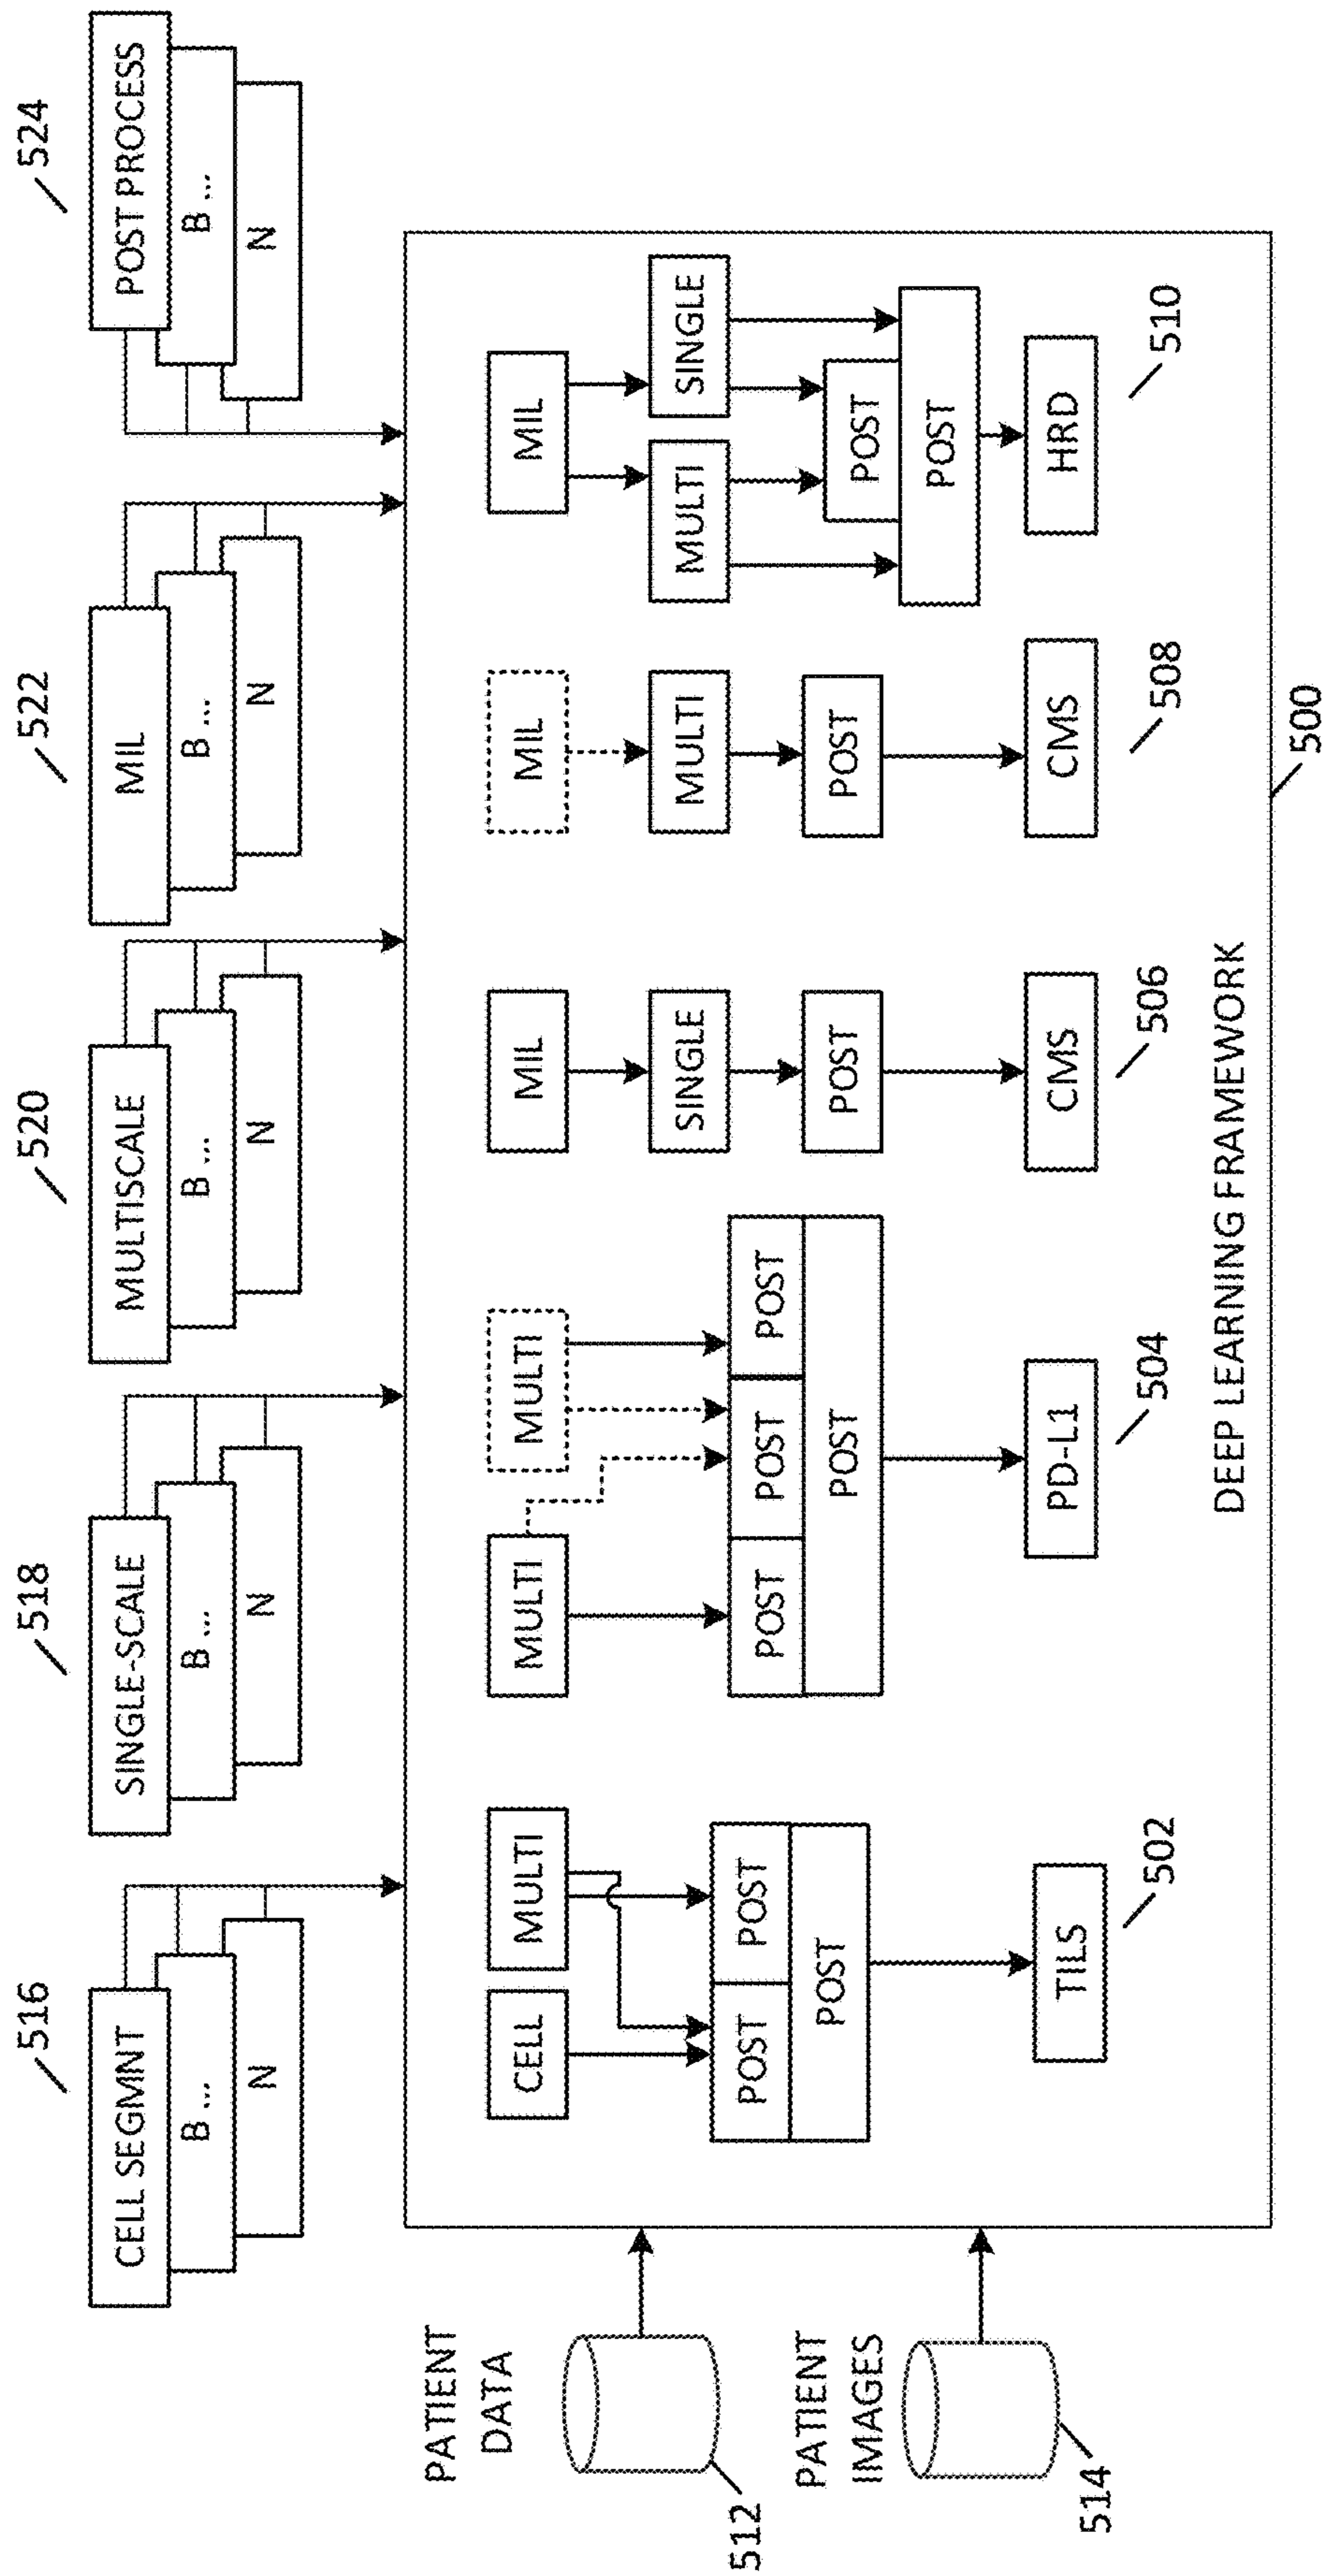 516
518
520
522
524
CELL SEGMNT
B...
N
SINGLE-SCALE
B...
N
MULTISCALE
B...
N
MIL
B...
N
POST PROCESS
B...
N
PATIENT
DATA
512
PATIENT
IMAGES
514
CELL
MULTI
POST
POST
POST
TILS
502
MULTI
MULTI
POST
POST
POST
POST
PD-L1
504
MIL
SINGLE
POST
CMS
506
MIL
MULTI
POST
CMS
508
MIL
MULTI
SINGLE
POST
POST
HRD
510
DEEP LEARNING FRAMEWORK
500